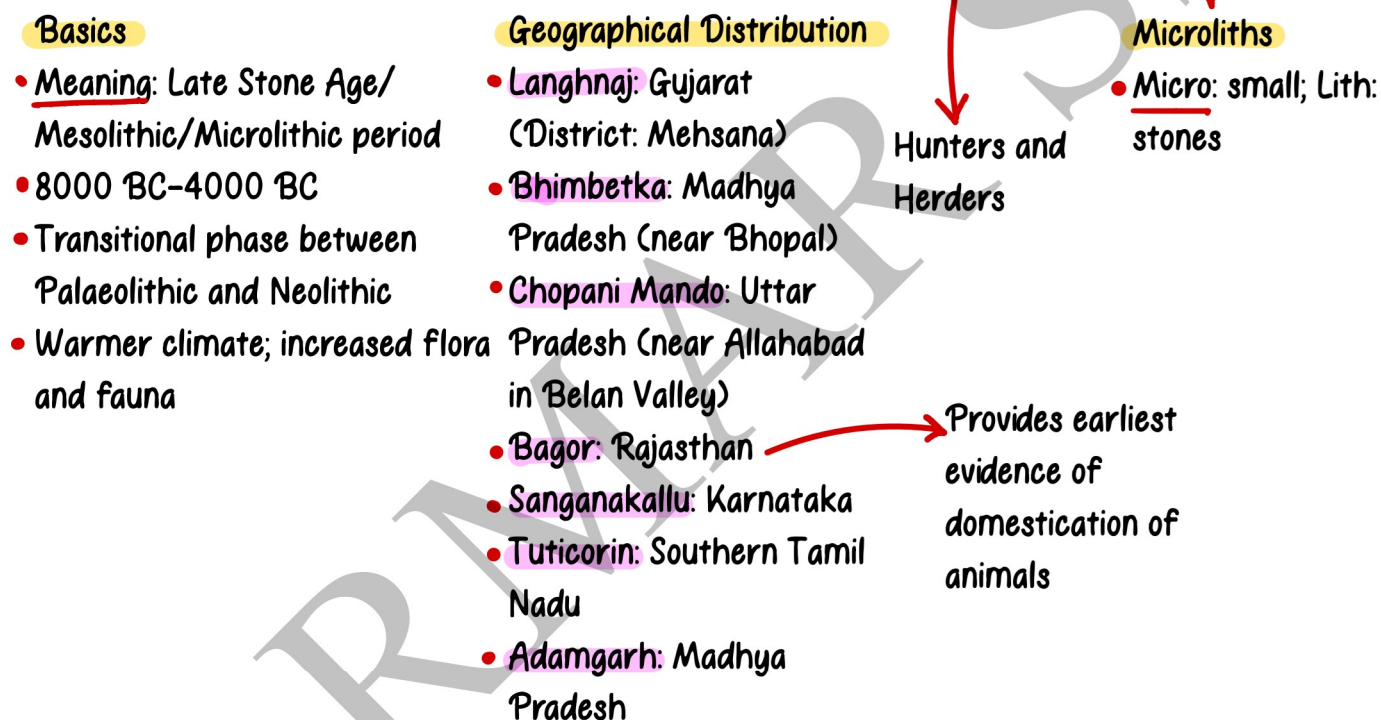 Basics
• Meaning: Late Stone Age/
Mesolithic/Microlithic period
• 8000 BC-4000 BC
• Transitional phase between
Palaeolithic and Neolithic
• Warmer climate; increased flora
and fauna
Geographical Distribution
• Langhnaj: Gujarat
(District: Mehsana)
• Bhimbetka: Madhya
Pradesh (near Bhopal)
• Chopani Mando: Uttar
Pradesh (near Allahabad
in Belan Valley)
• Bagor: Rajasthan
• Sanganakallu: Karnataka
• Tuticorin: Southern Tamil
Nadu
• Adamgarh: Madhya
Pradesh
Hunters and
Herders
Provides earliest
evidence of
domestication of
animals
Microliths
• Micro: small; Lith:
stones
RMAR S